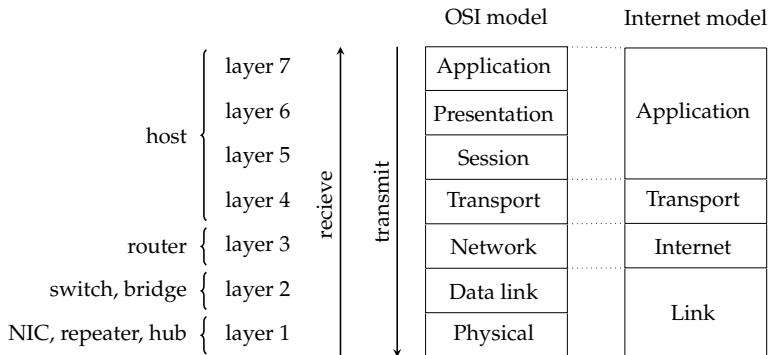 OSI model Internet model
layer 7 Application
layer 6 Presentation Application
host
layer 5 Session
layer 4 Transport Transport
recieve
transmit
router layer 3 Network Internet
switch, bridge layer 2 Data link
Link
NIC, repeater, hub layer 1 Physical